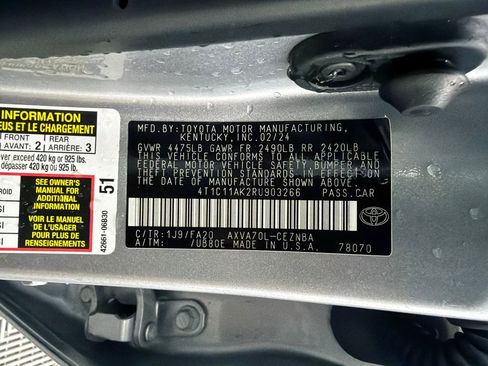 INFORMATION
EUS ET LE CHARGEMENT
FRONT
AVANT 2
REAR
ARRIÈRE 3
ver exceed 420 kg or 925 lbs.
dépasser 420 kg ou 925 lb.
SEE OWNER'S
MANUAL FOR
ADDITIONAL
INFORMATION
VOIR LE MANUEL
DE L'USAGER
POUR PLUS DE
RENSEIGNEMENTS
51
42661-06B30
MFD. BY:TOYOTA MOTOR MANUFACTURING,
KENTUCKY, INC. 02/24
GVWR 4475LB GAWR FR 2490LB RR 2420LB
THIS VEHICLE CONFORMS TO ALL APPLICABLE
FEDERAL MOTOR VEHICLE SAFETY, BUMPER, AND
THEFT PREVENTION STANDARDS IN EFFECT ON
THE DATE OF MANUFACTURE SHOWN ABOVE.
4T1C11AK2RU903266 PASS.CAR
C/TR:1J9/FA20 AXVA70L-CEZNBA
A/TM: /UB80E MADE IN U.S.A. 78070